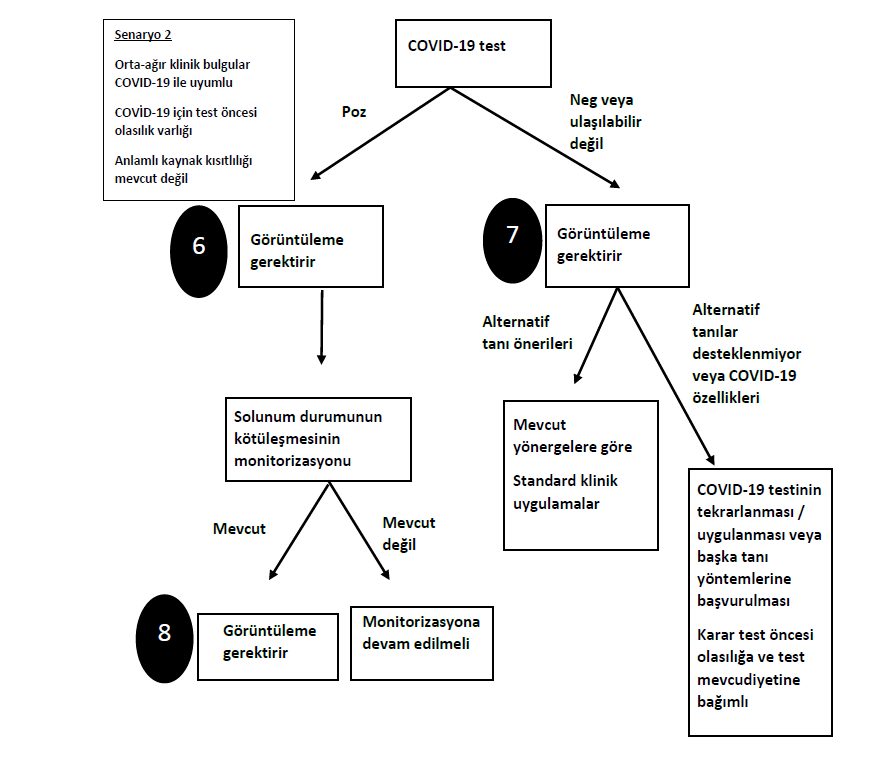 Senaryo 2
Orta-ağır klinik bulgular
COVID-19 ile uyumlu
COVİD-19 için test öncesi
olasılık varlığı
Anlamlı kaynak kısıtlılığı
mevcut değil
COVID-19 test
Poz
Neg veya
ulaşılabilir
değil
6
Görüntüleme
gerektirir
7
Görüntüleme
gerektirir
Alternatif
tanı önerileri
Alternatif
tanılar
desteklenmiyor
veya COVID-19
özellikleri
Solunum durumunun
kötüleşmesinin
monitorizasyonu
Mevcut
yönergelere göre
Standard klinik
uygulamalar
COVID-19 testinin
tekrarlanması /
uygulanması veya
başka tanı
yöntemlerine
başvurulması
Karar test öncesi
olasılığa ve test
mevcudiyetine
bağımlı
Mevcut
Mevcut
değil
8
Görüntüleme
gerektirir
Monitorizasyona
devam edilmeli